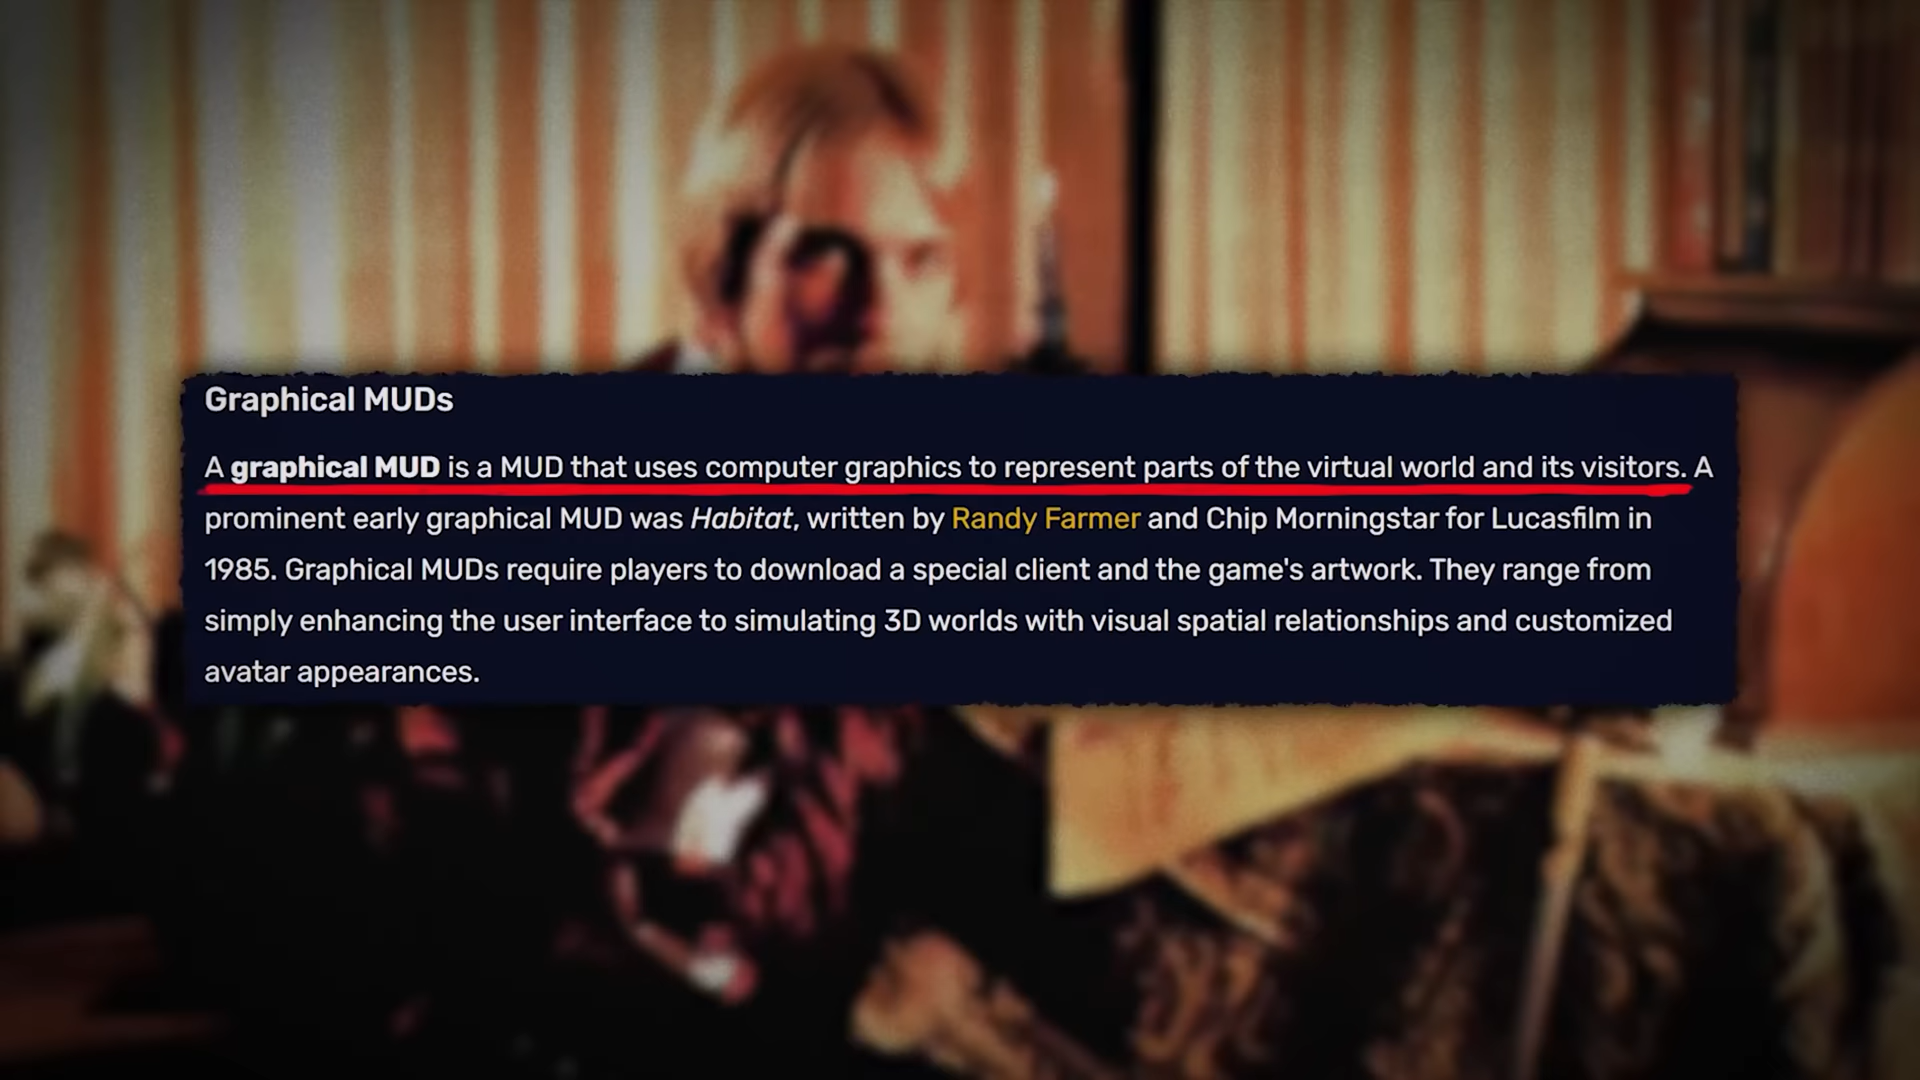 Graphical MUDs
A graphical MUD is a MUD that uses computer graphics to represent parts of the virtual world and its visitors. A
prominent early graphical MUD was Habitat, written by Randy Farmer and Chip Morningstar for Lucasfilm in
1985. Graphical MUDs require players to download a special client and the game's artwork. They range from
simply enhancing the user interface to simulating 3D worlds with visual spatial relationships and customized
avatar appearances.